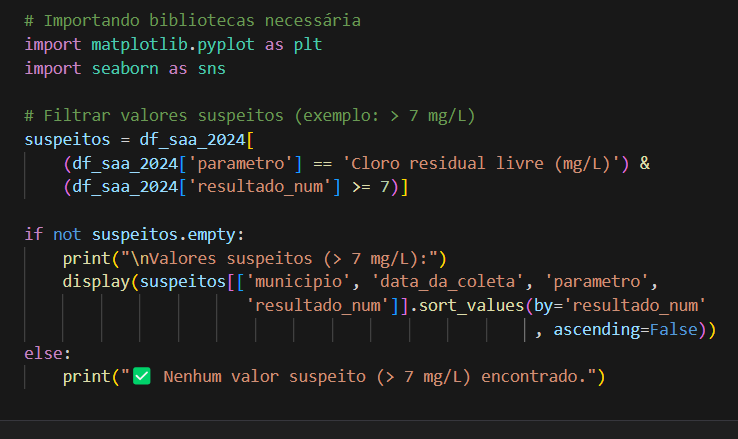 # Importando bibliotecas necessária
import matplotlib.pyplot as plt
import seaborn as sns
# Filtrar valores suspeitos (exemplo: > 7 mg/L)
suspeitos = df_saa_2024[
(df_saa_2024['parametro'] == 'Cloro residual livre (mg/L)') &
(df_saa_2024['resultado_num'] >= 7)]
if not suspeitos.empty:
print("\nValores suspeitos (> 7 mg/L):")
display(suspeitos[['municipio', 'data_da_coleta', 'parametro',
'resultado_num']].sort_values(by='resultado_num'
, ascending=False))
else:
print("✅ Nenhum valor suspeito (> 7 mg/L) encontrado.")